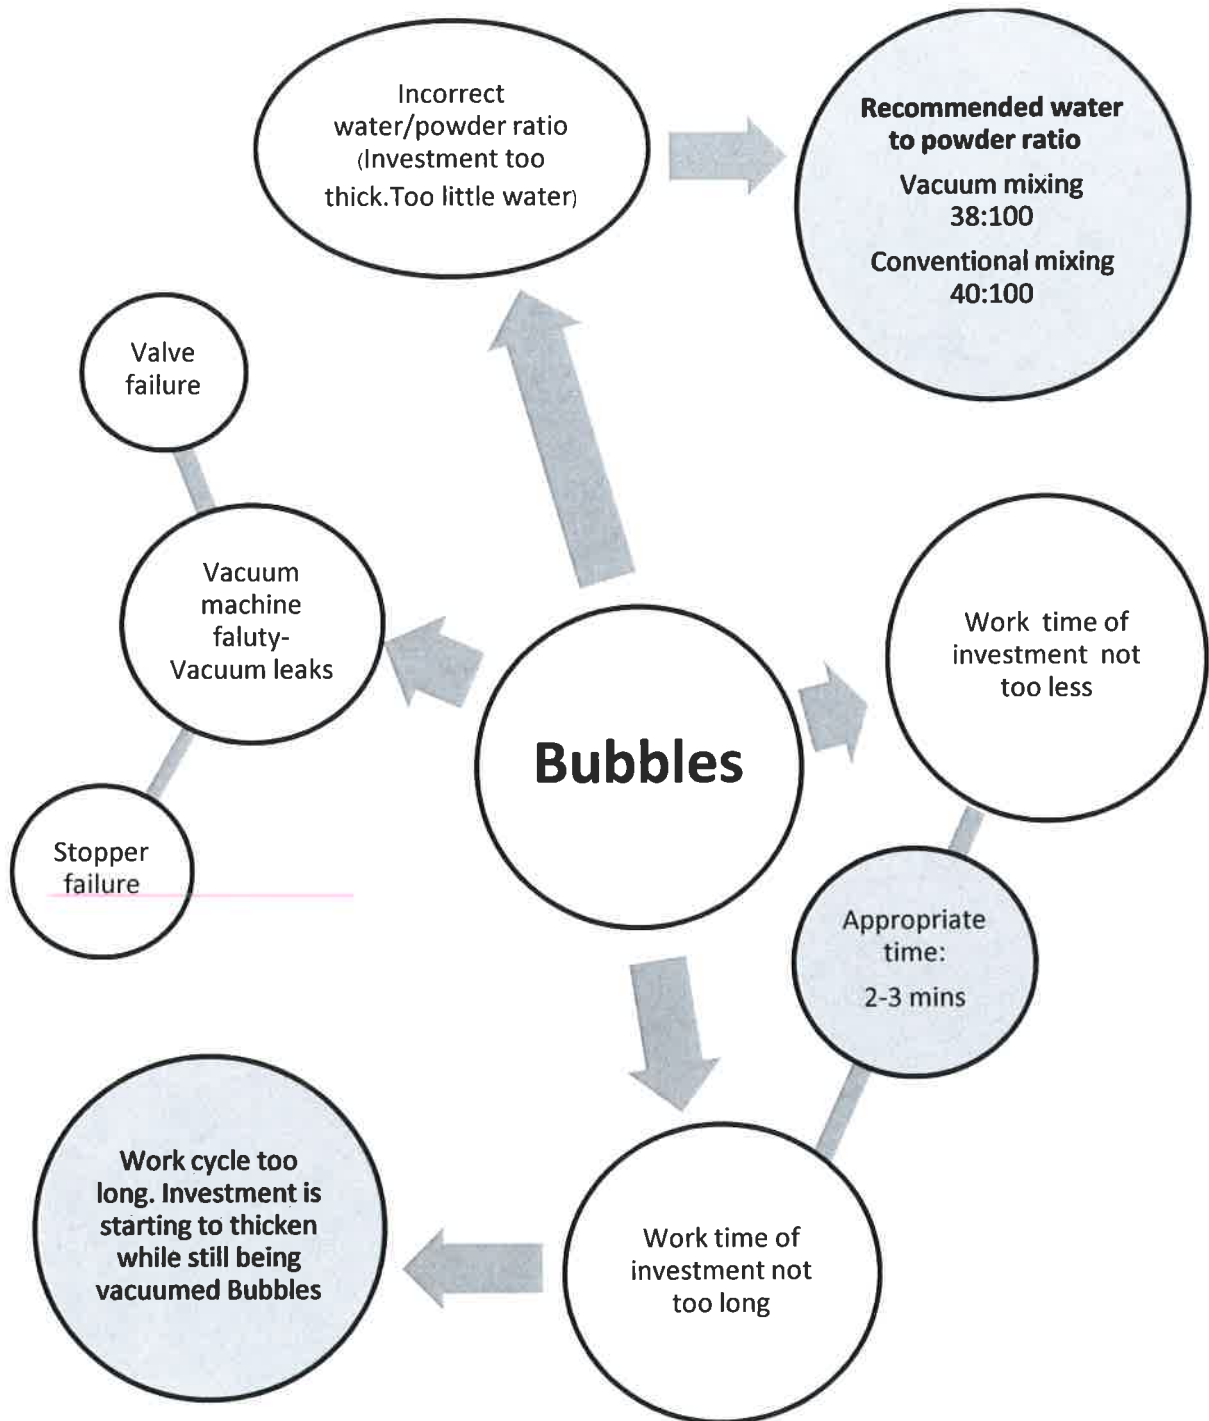 Incorrect
water/powder ratio
(Investment too
thick.Too little water)
Recommended water
to powder ratio
Vacuum mixing
38:100
Conventional mixing
40:100
Valve
failure
Vacuum
machine
faluty-
Vacuum leaks
Stopper
failure
Bubbles
Work time of
investment not
too less
Appropriate
time:
2-3 mins
Work time of
investment not
too long
Work cycle too
long. Investment is
starting to thicken
while still being
vacuumed Bubbles